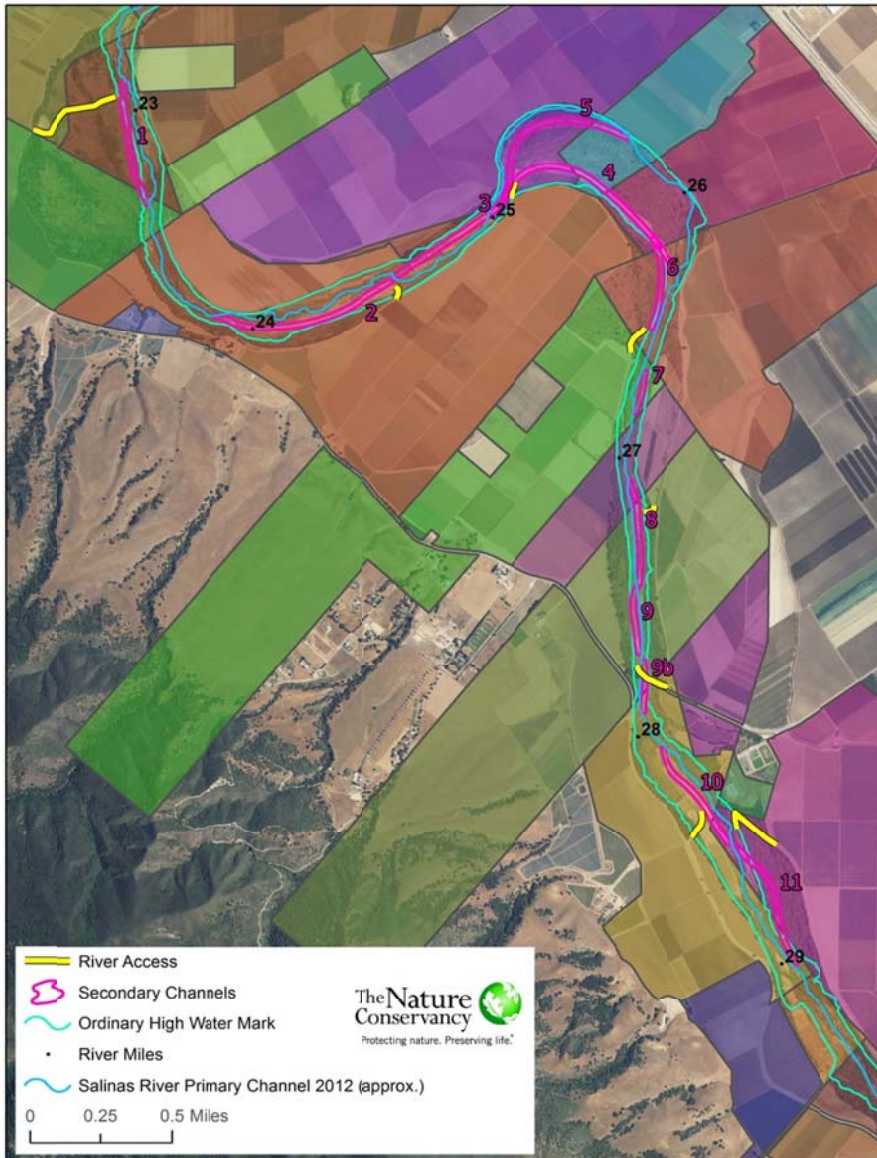 23
1
5
4
26
3
25
6
2
24
7
27
8
9
9b
28
10
11
29
River Access
Secondary Channels
Ordinary High Water Mark
River Miles
Salinas River Primary Channel 2012 (approx.)
0 0.25 0.5 Miles
The Nature
Conservancy
Protecting nature. Preserving life.